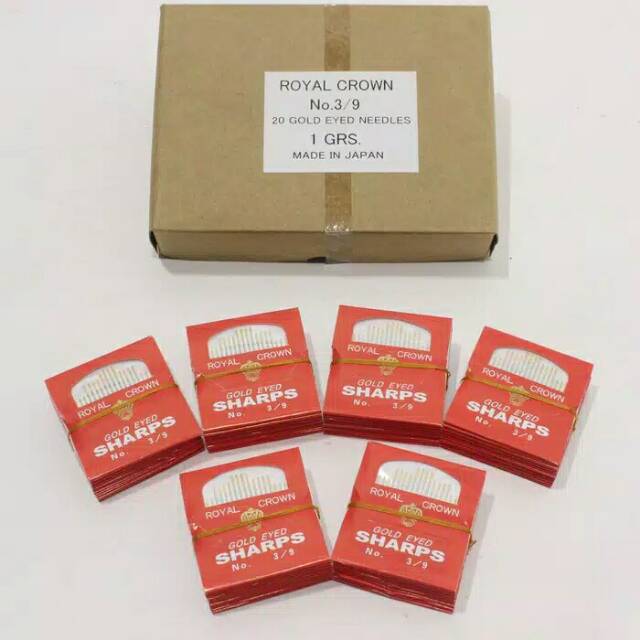 ROYAL CROWN
No.3/9
20 GOLD EYED NEEDLES
1 GRS.
MADE IN JAPAN
ROYAL CROWN
GOLD EYED
SHARPS
No. 3/9
ROYAL CROWN
GOLD EYED
SHARPS
No. 3/9
ROYAL CROWN
GOLD EYED
SHARPS
No. 3/9
ROYAL CROWN
GOLD EYED
SHARPS
No. 3/9
ROYAL CROWN
GOLD EYED
SHARPS
No. 3/9
ROYAL CROWN
GOLD EYED
SHARPS
No. 3/9